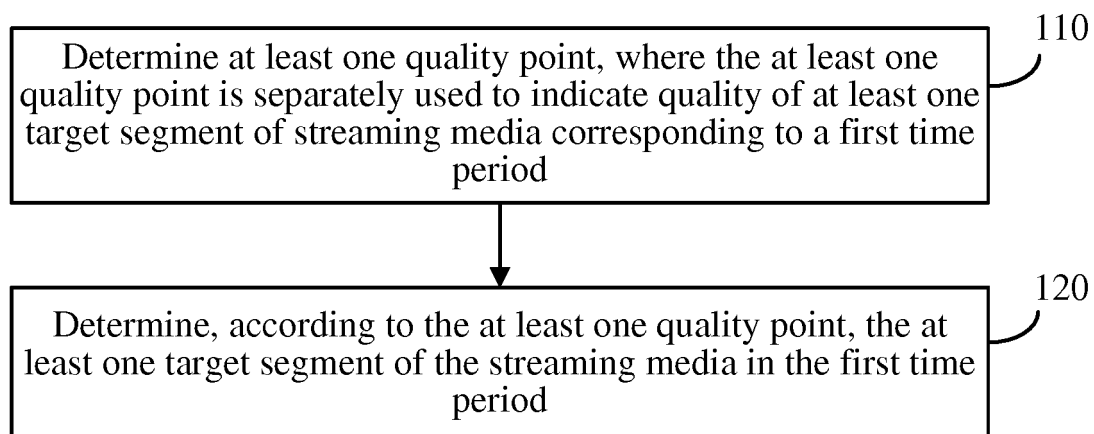 110
Determine at least one quality point, where the at least one
quality point is separately used to indicate quality of at least one
target segment of streaming media corresponding to a first time
period
120
Determine, according to the at least one quality point, the at
least one target segment of the streaming media in the first time
period